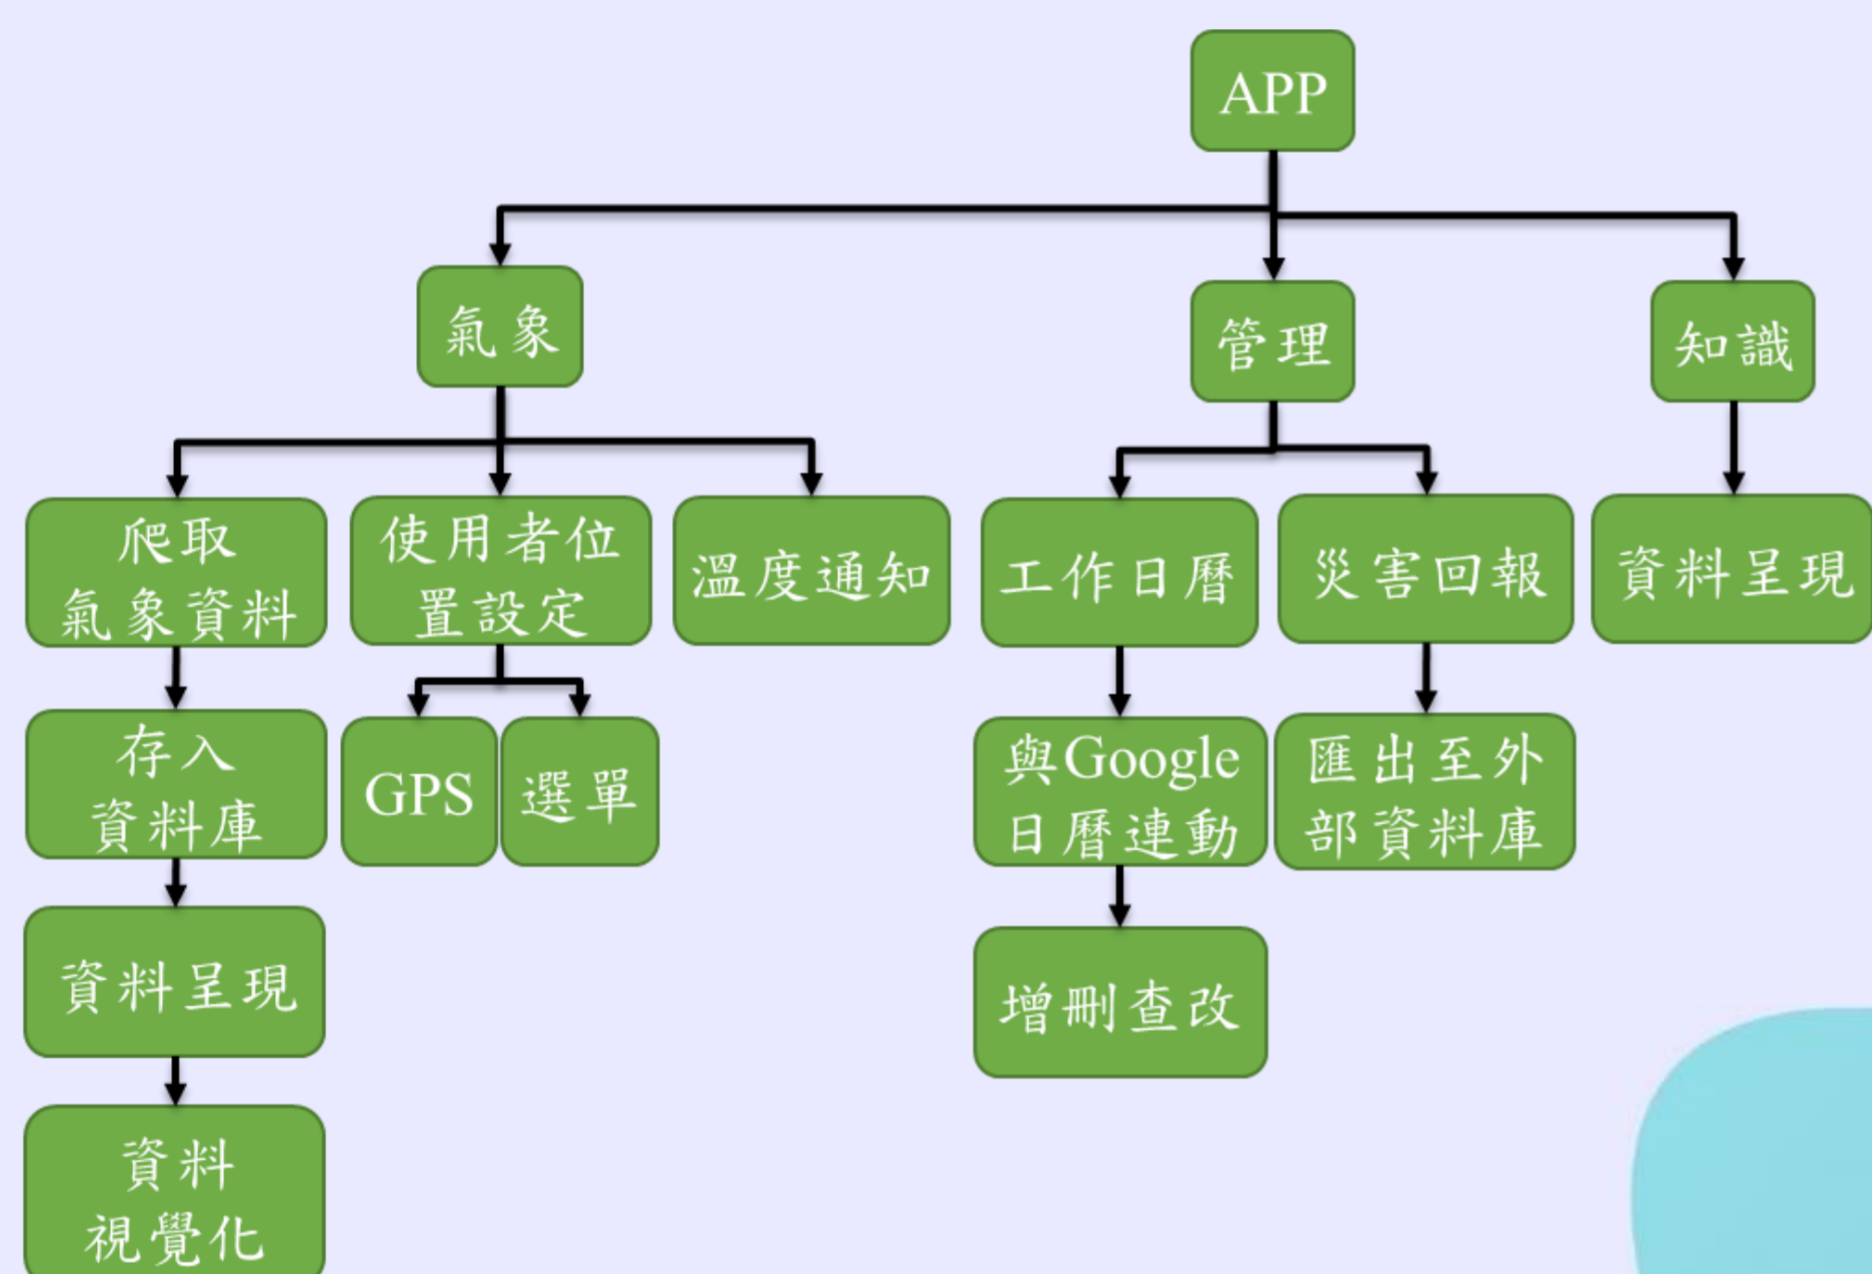 APP
氣象
管理
知識
爬取
氣象資料
使用者位
置設定
溫度通知
工作日曆
災害回報
資料呈現
存入
資料庫
GPS
選單
與Google
日曆連動
匯出至外
部資料庫
資料呈現
增刪查改
資料
視覺化